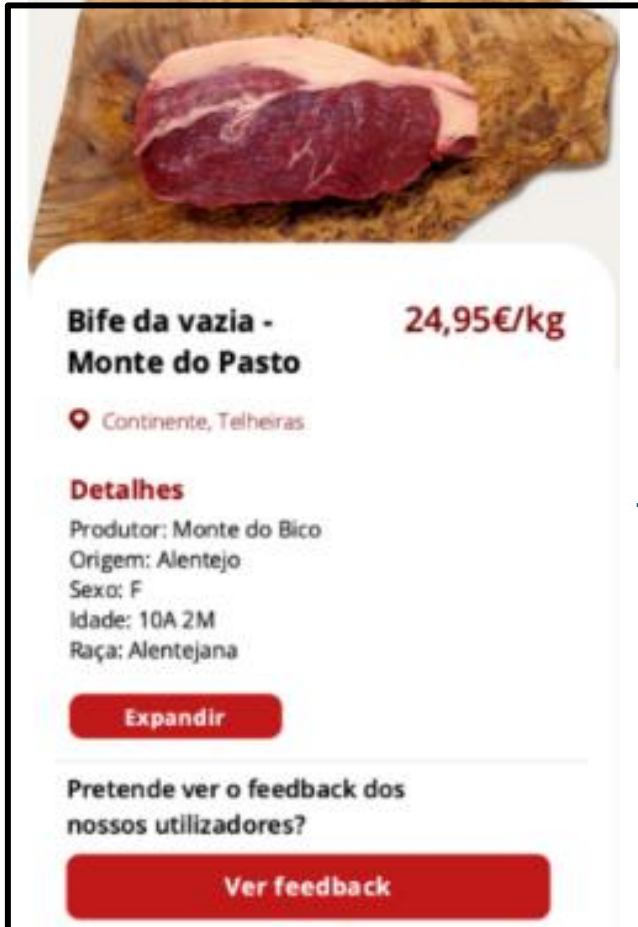 Bife da vazia -
Monte do Pasto
24,95€/kg
Continente, Telheiras
Detalhes
Produtor: Monte do Bico
Origem: Alentejo
Sexo: F
Idade: 10A 2M
Raça: Alentejana
Expandir
Pretende ver o feedback dos
nossos utilizadores?
Ver feedback